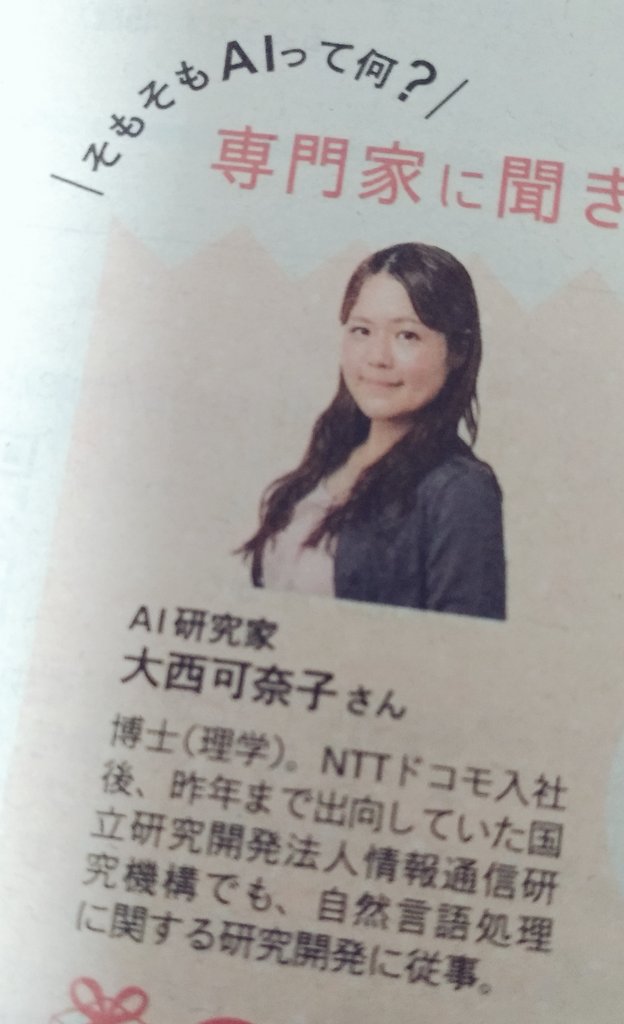 \そもそもAIって何?/
専門家に聞き
AI研究家
大西可奈子さん
博士(理学)。NTTドコモ入社
後、昨年まで出向していた国
立研究開発法人情報通信研
究機構でも、自然言語処理
に関する研究開発に従事。